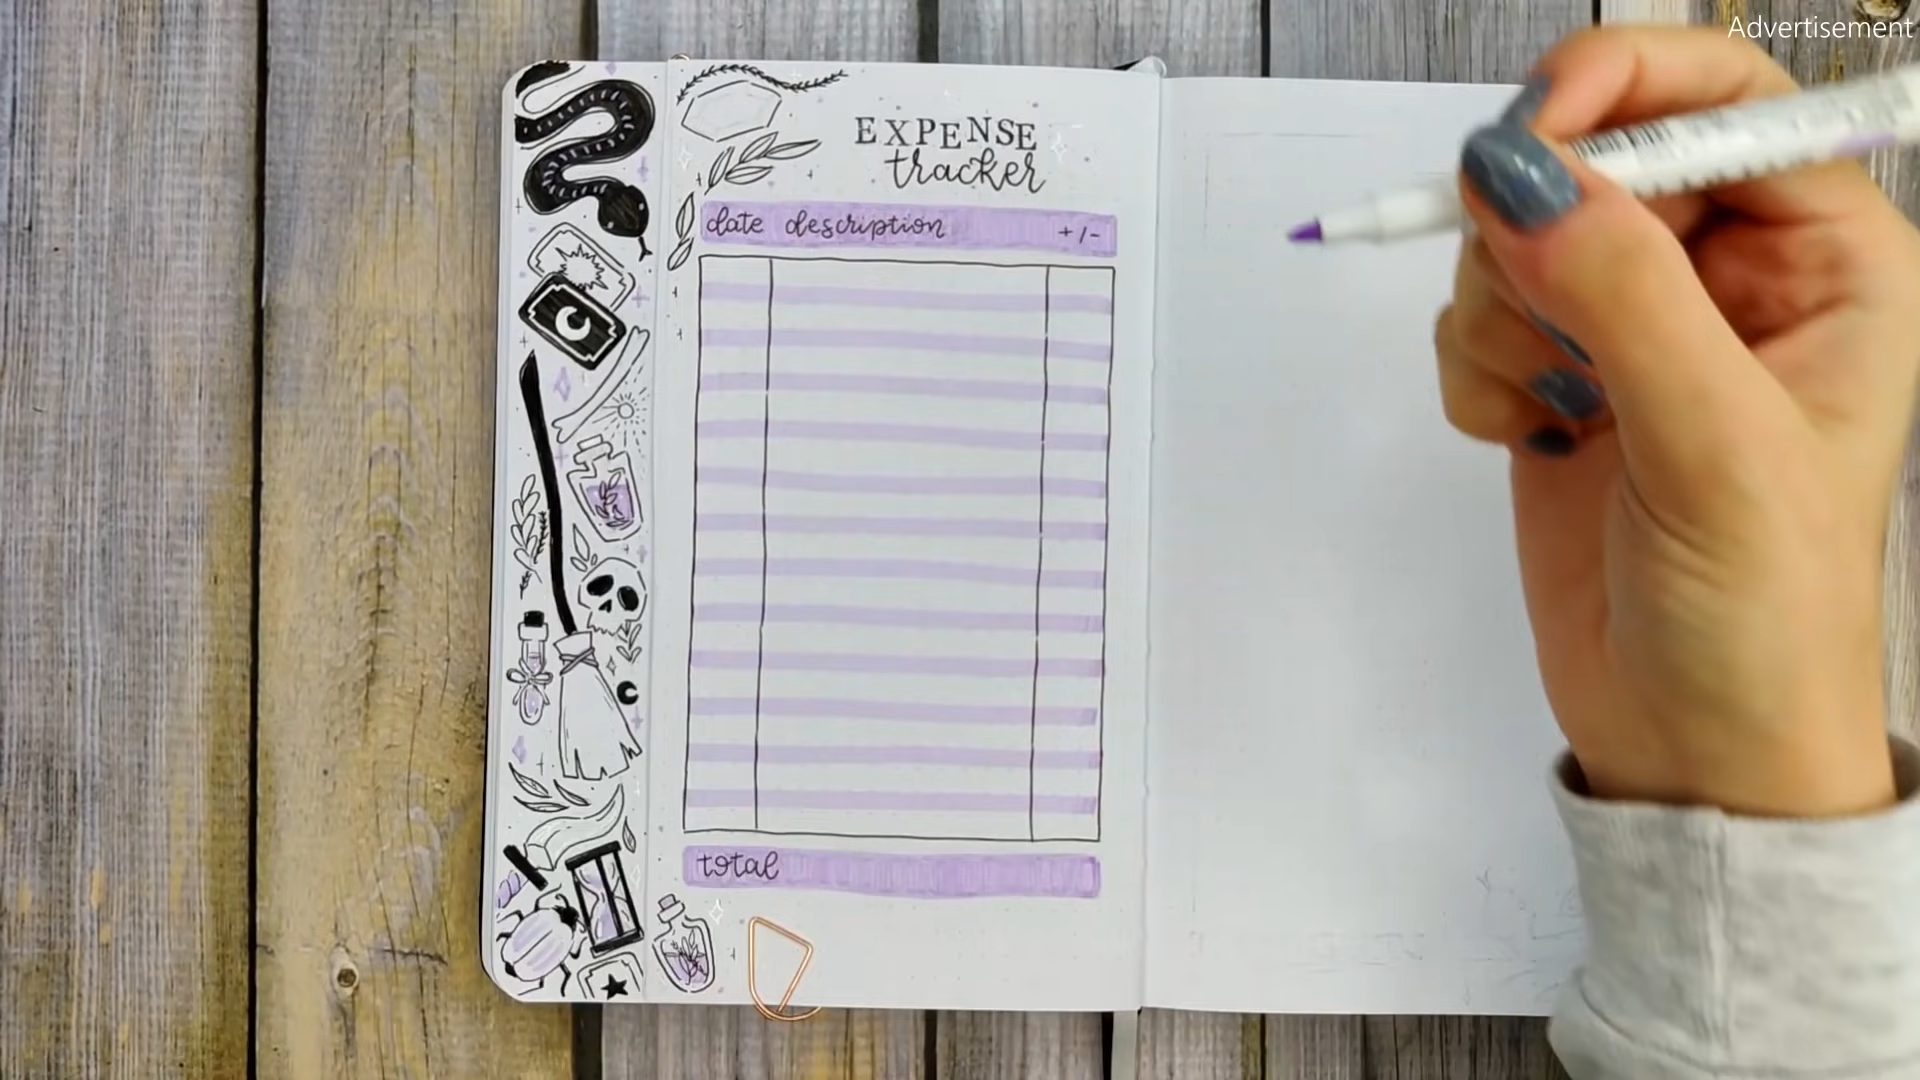 Advertisement
EXPENSE
tracker
date description +/-
total